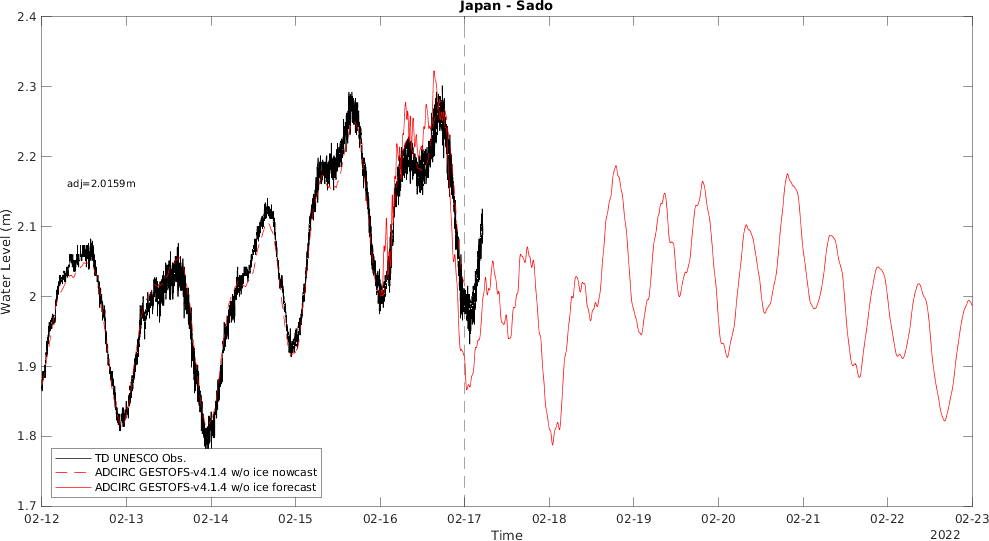 Japan - Sado
2.4
2.3
2.2
2.1
2
1.9
1.8
1.7
Water Level (m)
adj=2.0159m
TD UNESCO Obs.
ADCIRC GESTOFS-v4.1.4 w/o ice nowcast
ADCIRC GESTOFS-v4.1.4 w/o ice forecast
02-12 02-13 02-14 02-15 02-16 02-17 02-18 02-19 02-20 02-21 02-22 02-23
Time
2022